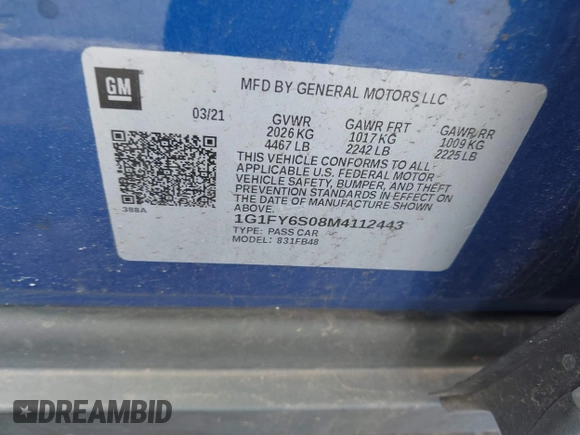 GM
MFD BY GENERAL MOTORS LLC
03/21 GVWR GAWR FRT GAWR RR
2026 KG 1017 KG 1009 KG
4467 LB 2242 LB 2225 LB
THIS VEHICLE CONFORMS TO ALL
APPLICABLE U.S. FEDERAL MOTOR
VEHICLE SAFETY, BUMPER, AND THEFT
PREVENTION STANDARDS IN EFFECT
ON THE DATE OF MANUFACTURE SHOWN
ABOVE.
388A
1G1FY6S08M4112443
TYPE: PASS CAR
MODEL: 831FB48
DREAMBID